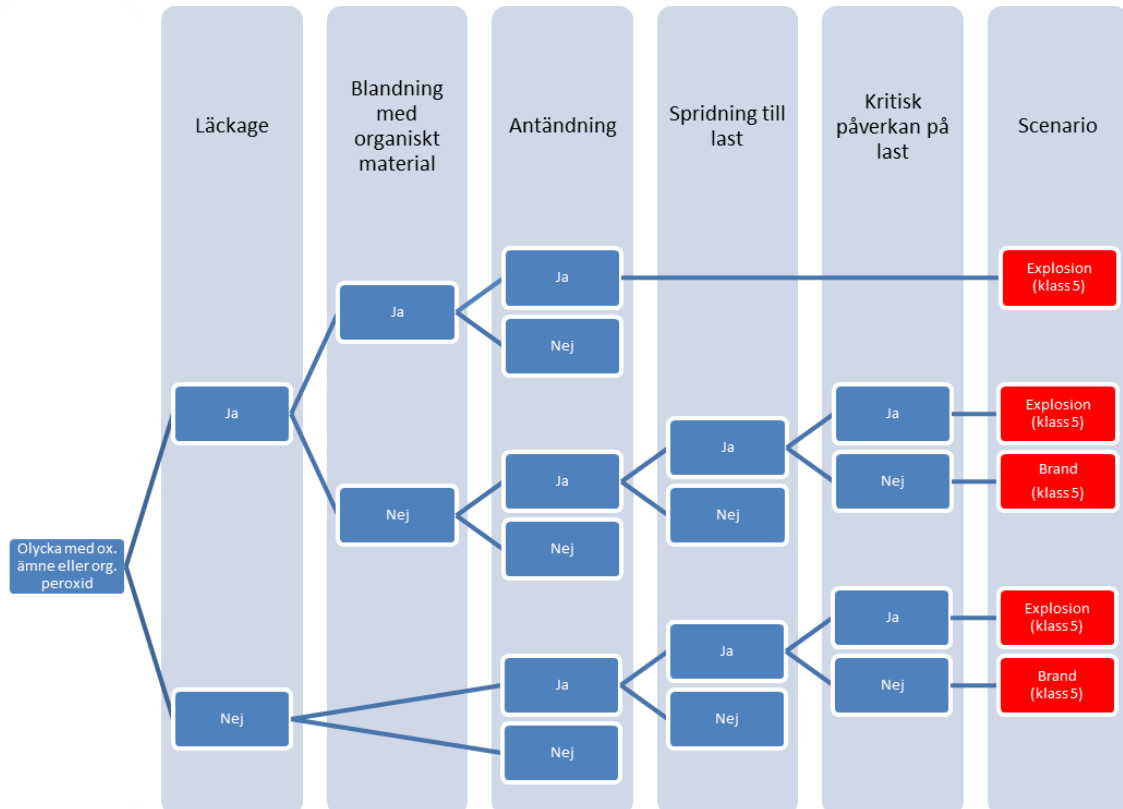 Läckage
Blandning
med
organiskt
material
Antändning
Spridning till
last
Kritisk
påverkan på
last
Scenario
Ja
Explosion
(klass 5)
Ja
Nej
Ja
Ja
Explosion
(klass 5)
Ja
Ja
Nej
Brand
(klass 5)
Nej
Nej
Nej
Olycka med ox.
ämne eller org.
peroxid
Ja
Explosion
(klass 5)
Ja
Ja
Nej
Brand
(klass 5)
Nej
Nej
Nej